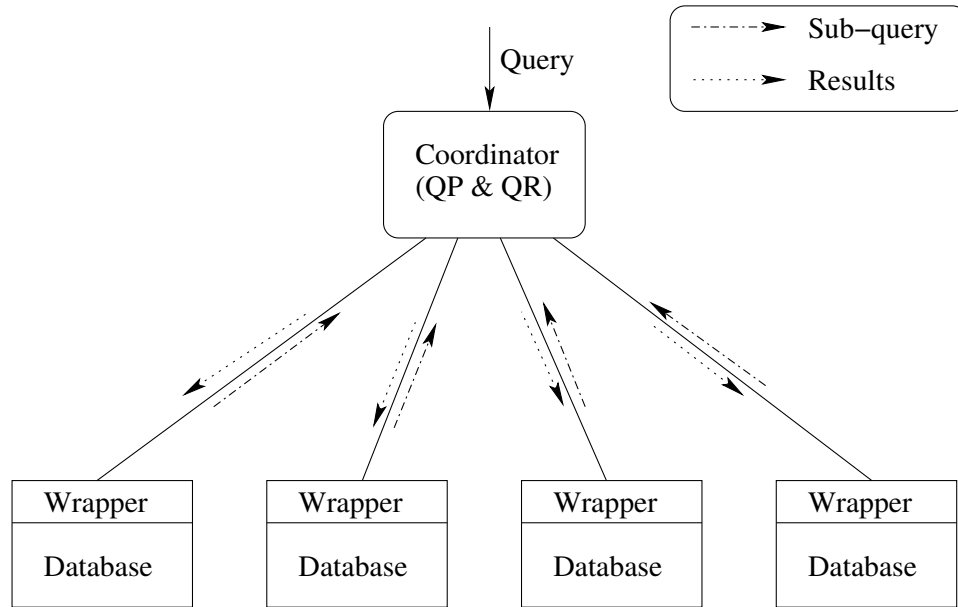 Sub−query
Query
Results
Coordinator
(QP & QR)
Wrapper
Wrapper
Wrapper
Wrapper
Database
Database
Database
Database